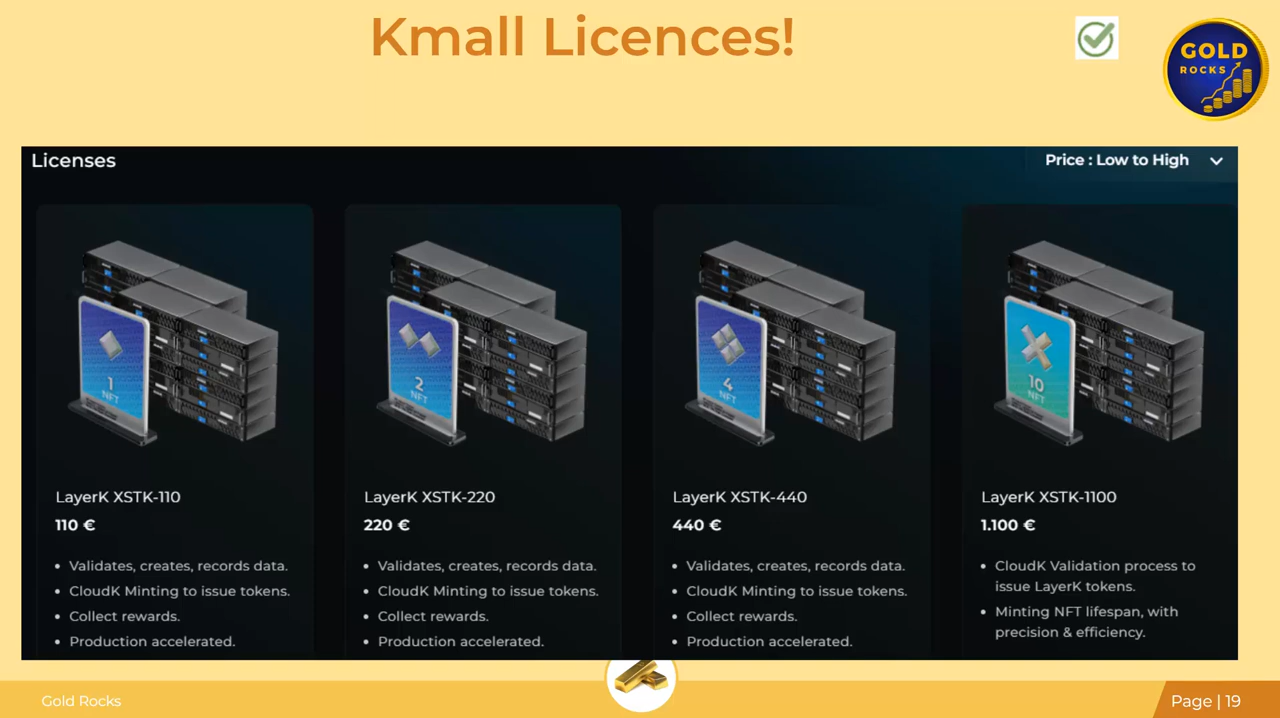 Kmall Licences!
GOLD
ROCKS
Licenses
Price : Low to High
1
NFT
2
NFT
4
NFT
10
NFT
LayerK XSTK-110
110 €
• Validates, creates, records data.
• CloudK Minting to issue tokens.
• Collect rewards.
• Production accelerated.
LayerK XSTK-220
220 €
• Validates, creates, records data.
• CloudK Minting to issue tokens.
• Collect rewards.
• Production accelerated.
LayerK XSTK-440
440 €
• Validates, creates, records data.
• CloudK Minting to issue tokens.
• Collect rewards.
• Production accelerated.
LayerK XSTK-1100
1.100 €
• CloudK Validation process to
issue LayerK tokens.
• Minting NFT lifespan, with
precision & efficiency.
Gold Rocks
Page | 19